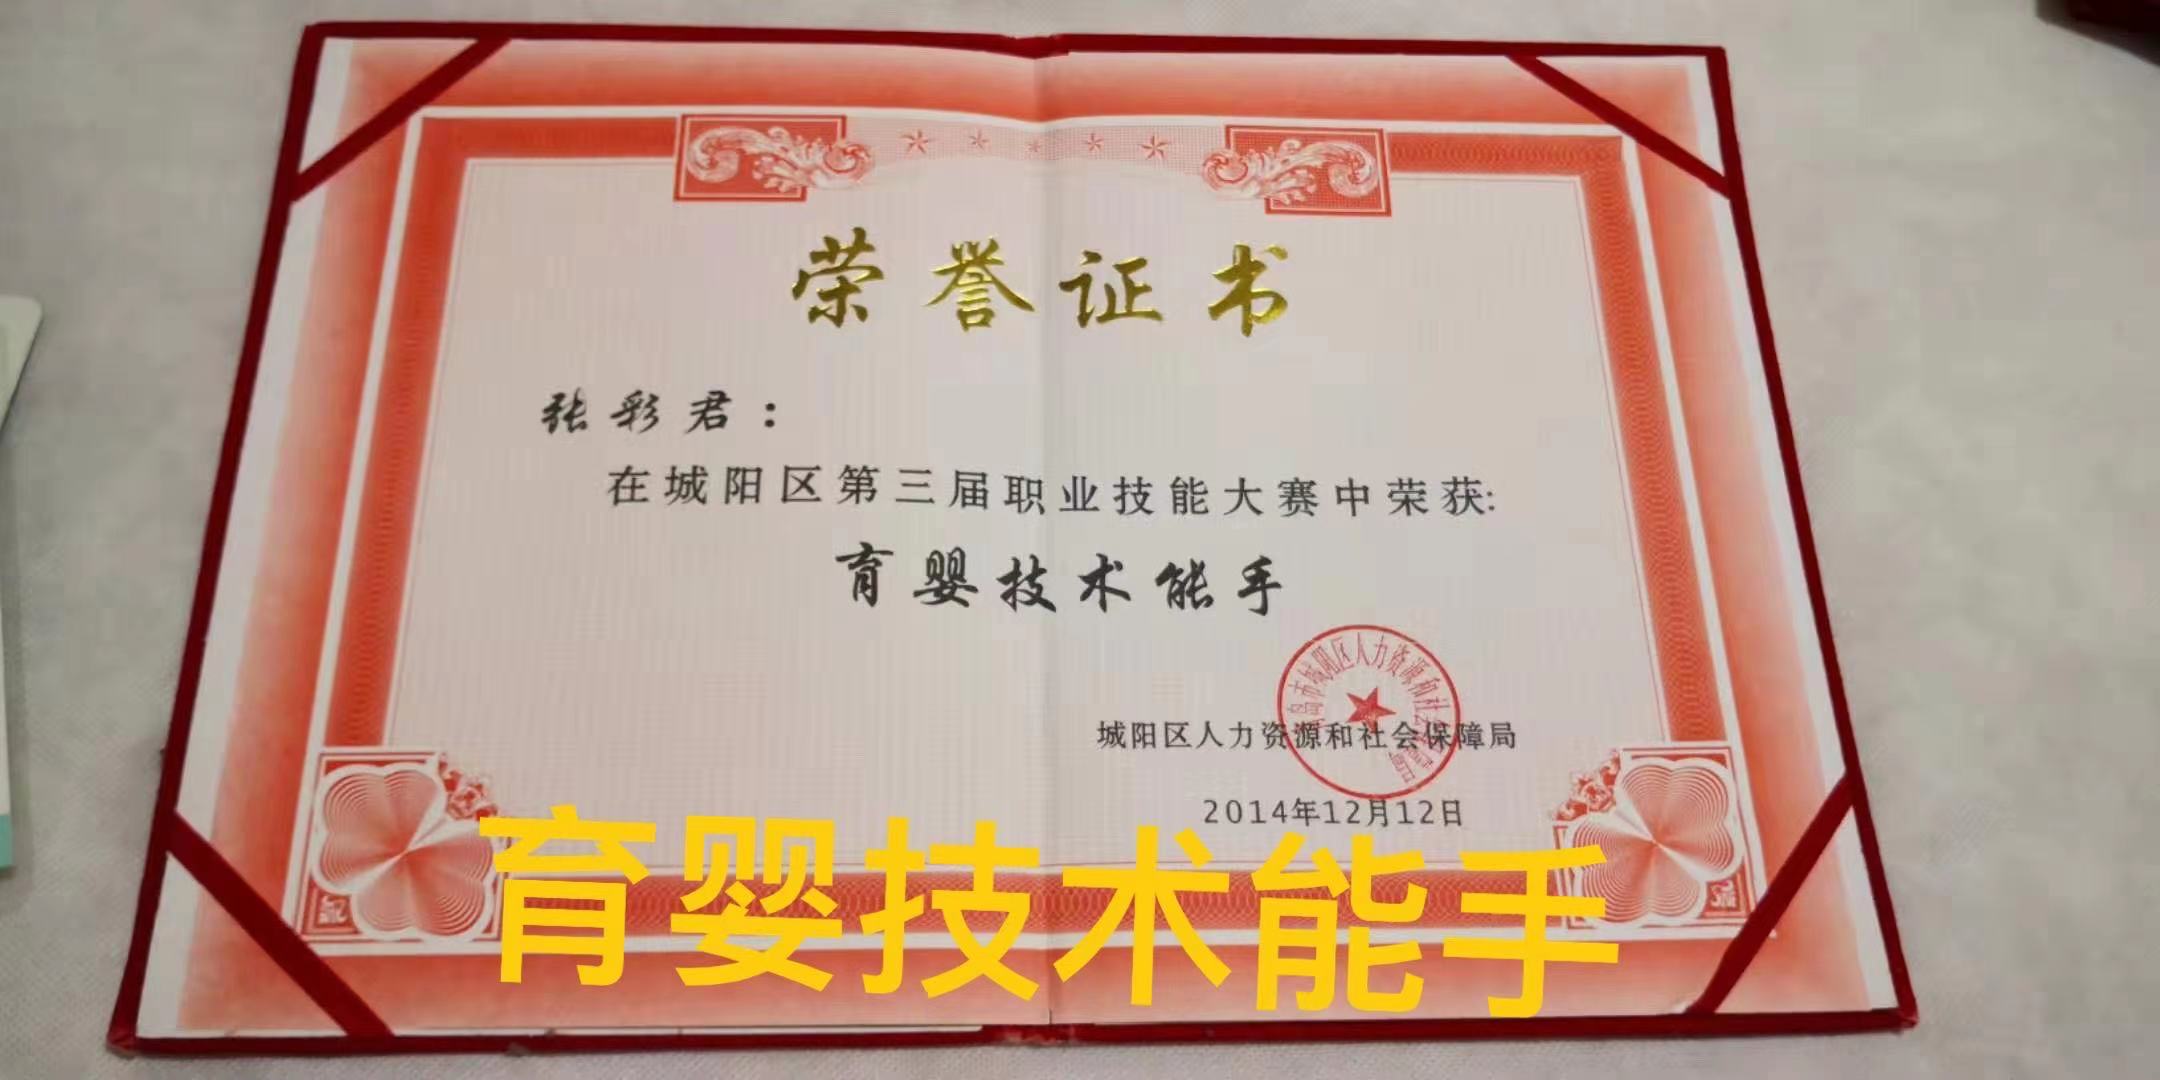 荣誉证书
张彩君：
在城阳区第三届职业技能大赛中荣获:
育婴技术能手
城阳区人力资源和社会保障局
2014年12月12日
育婴技术能手